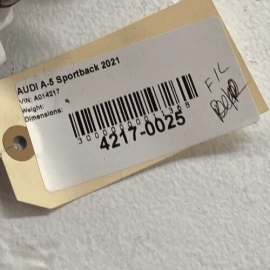 AUDI A-5 Sportback 2021
VIN: A014217
Weight:
Dimensions:
4217-0025
F/L